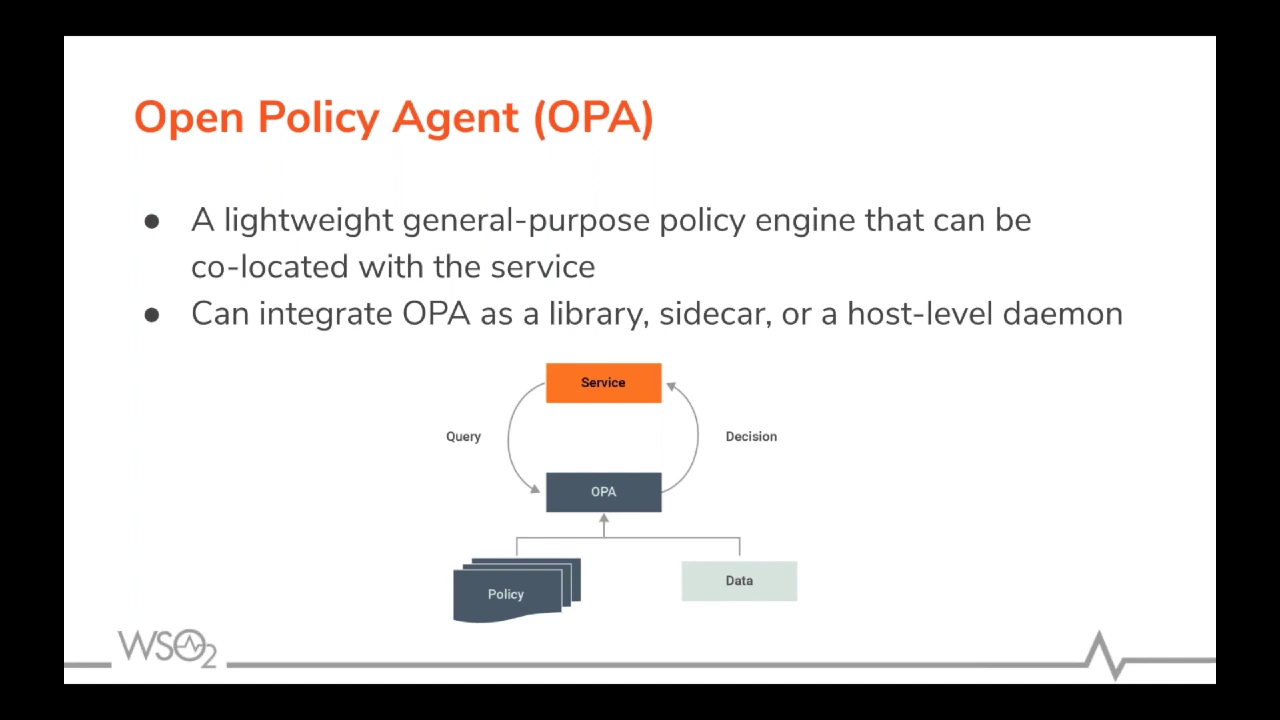 Open Policy Agent (OPA)
● A lightweight general-purpose policy engine that can be
co-located with the service
● Can integrate OPA as a library, sidecar, or a host-level daemon
Service
Query
Decision
OPA
Policy
Data
WSO2